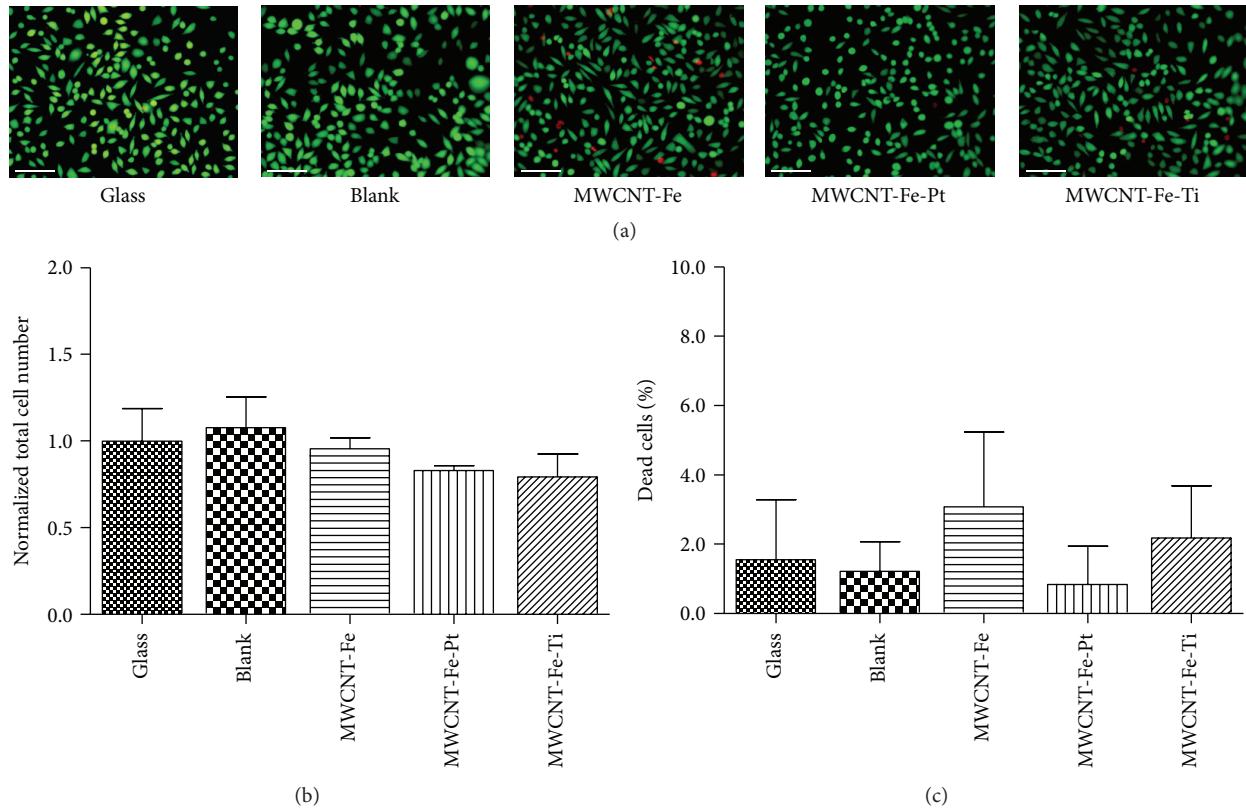 Glass
Blank
MWCNT-Fe
MWCNT-Fe-Pt
MWCNT-Fe-Ti
(a)
Normalized total cell number
2.0
1.5
1.0
0.5
0.0
Glass
Blank
MWCNT-Fe
MWCNT-Fe-Pt
MWCNT-Fe-Ti
(b)
Dead cells (%)
10.0
8.0
6.0
4.0
2.0
0.0
Glass
Blank
MWCNT-Fe
MWCNT-Fe-Pt
MWCNT-Fe-Ti
(c)